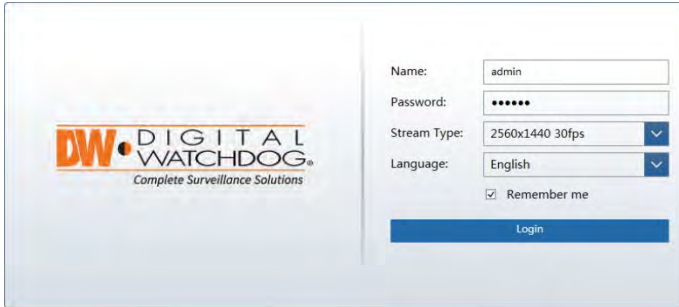 DW DIGITAL
WATCHDOG®
Complete Surveillance Solutions
Name: admin
Password: ●●●●●●
Stream Type: 2560x1440 30fps
Language: English
Remember me
Login